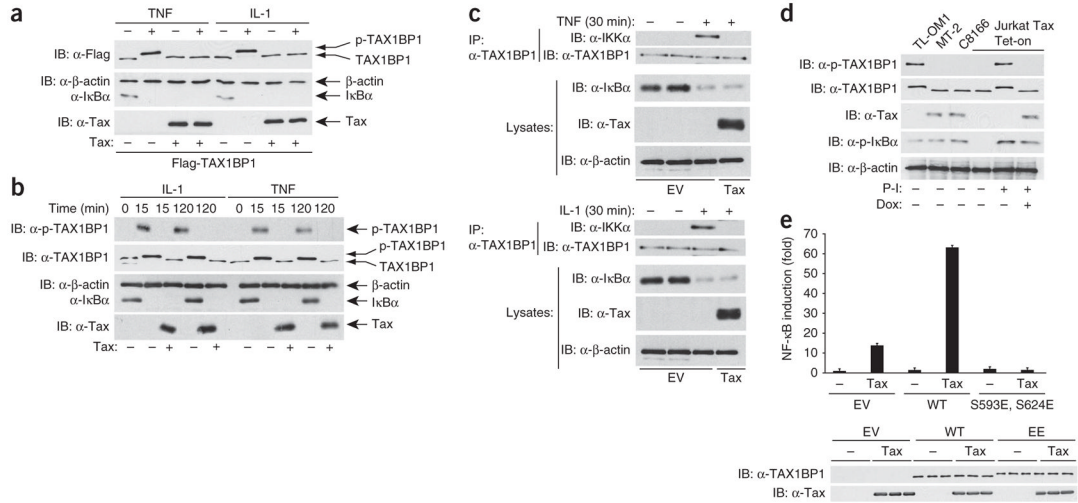 a
TNF IL-1
– + – + – + – +
IB: α-Flag p-TAX1BP1
TAX1BP1
IB: α-β-actin β-actin
α-IκBα IκBα
IB: α-Tax Tax
Tax: – – + + – – + +
Flag-TAX1BP1
b
IL-1 TNF
Time (min) 0 15 15 120 120 0 15 15 120 120
IB: α-p-TAX1BP1 p-TAX1BP1
IB: α-TAX1BP1 p-TAX1BP1
TAX1BP1
IB: α-β-actin β-actin
α-IκBα IκBα
IB: α-Tax Tax
Tax: – – + – + – – + – +
c
TNF (30 min): – – + +
IP: α-TAX1BP1 IB: α-IKKα
IB: α-TAX1BP1
Lysates: IB: α-IκBα
IB: α-Tax
IB: α-β-actin
EV Tax
IL-1 (30 min): – – + +
IP: α-TAX1BP1 IB: α-IKKα
IB: α-TAX1BP1
Lysates: IB: α-IκBα
IB: α-Tax
IB: α-β-actin
EV Tax
d
TL-OM1 MT-2 C8166 Jurkat Tax
Tet-on
IB: α-p-TAX1BP1
IB: α-TAX1BP1
IB: α-Tax
IB: α-p-IκBα
IB: α-β-actin
P-I: – + +
Dox: – – +
e
NF-κB induction (fold)
70
60
50
40
30
20
10
0
– Tax – Tax – Tax
EV WT S593E, S624E
EV WT EE
– Tax – Tax – Tax
IB: α-TAX1BP1
IB: α-Tax